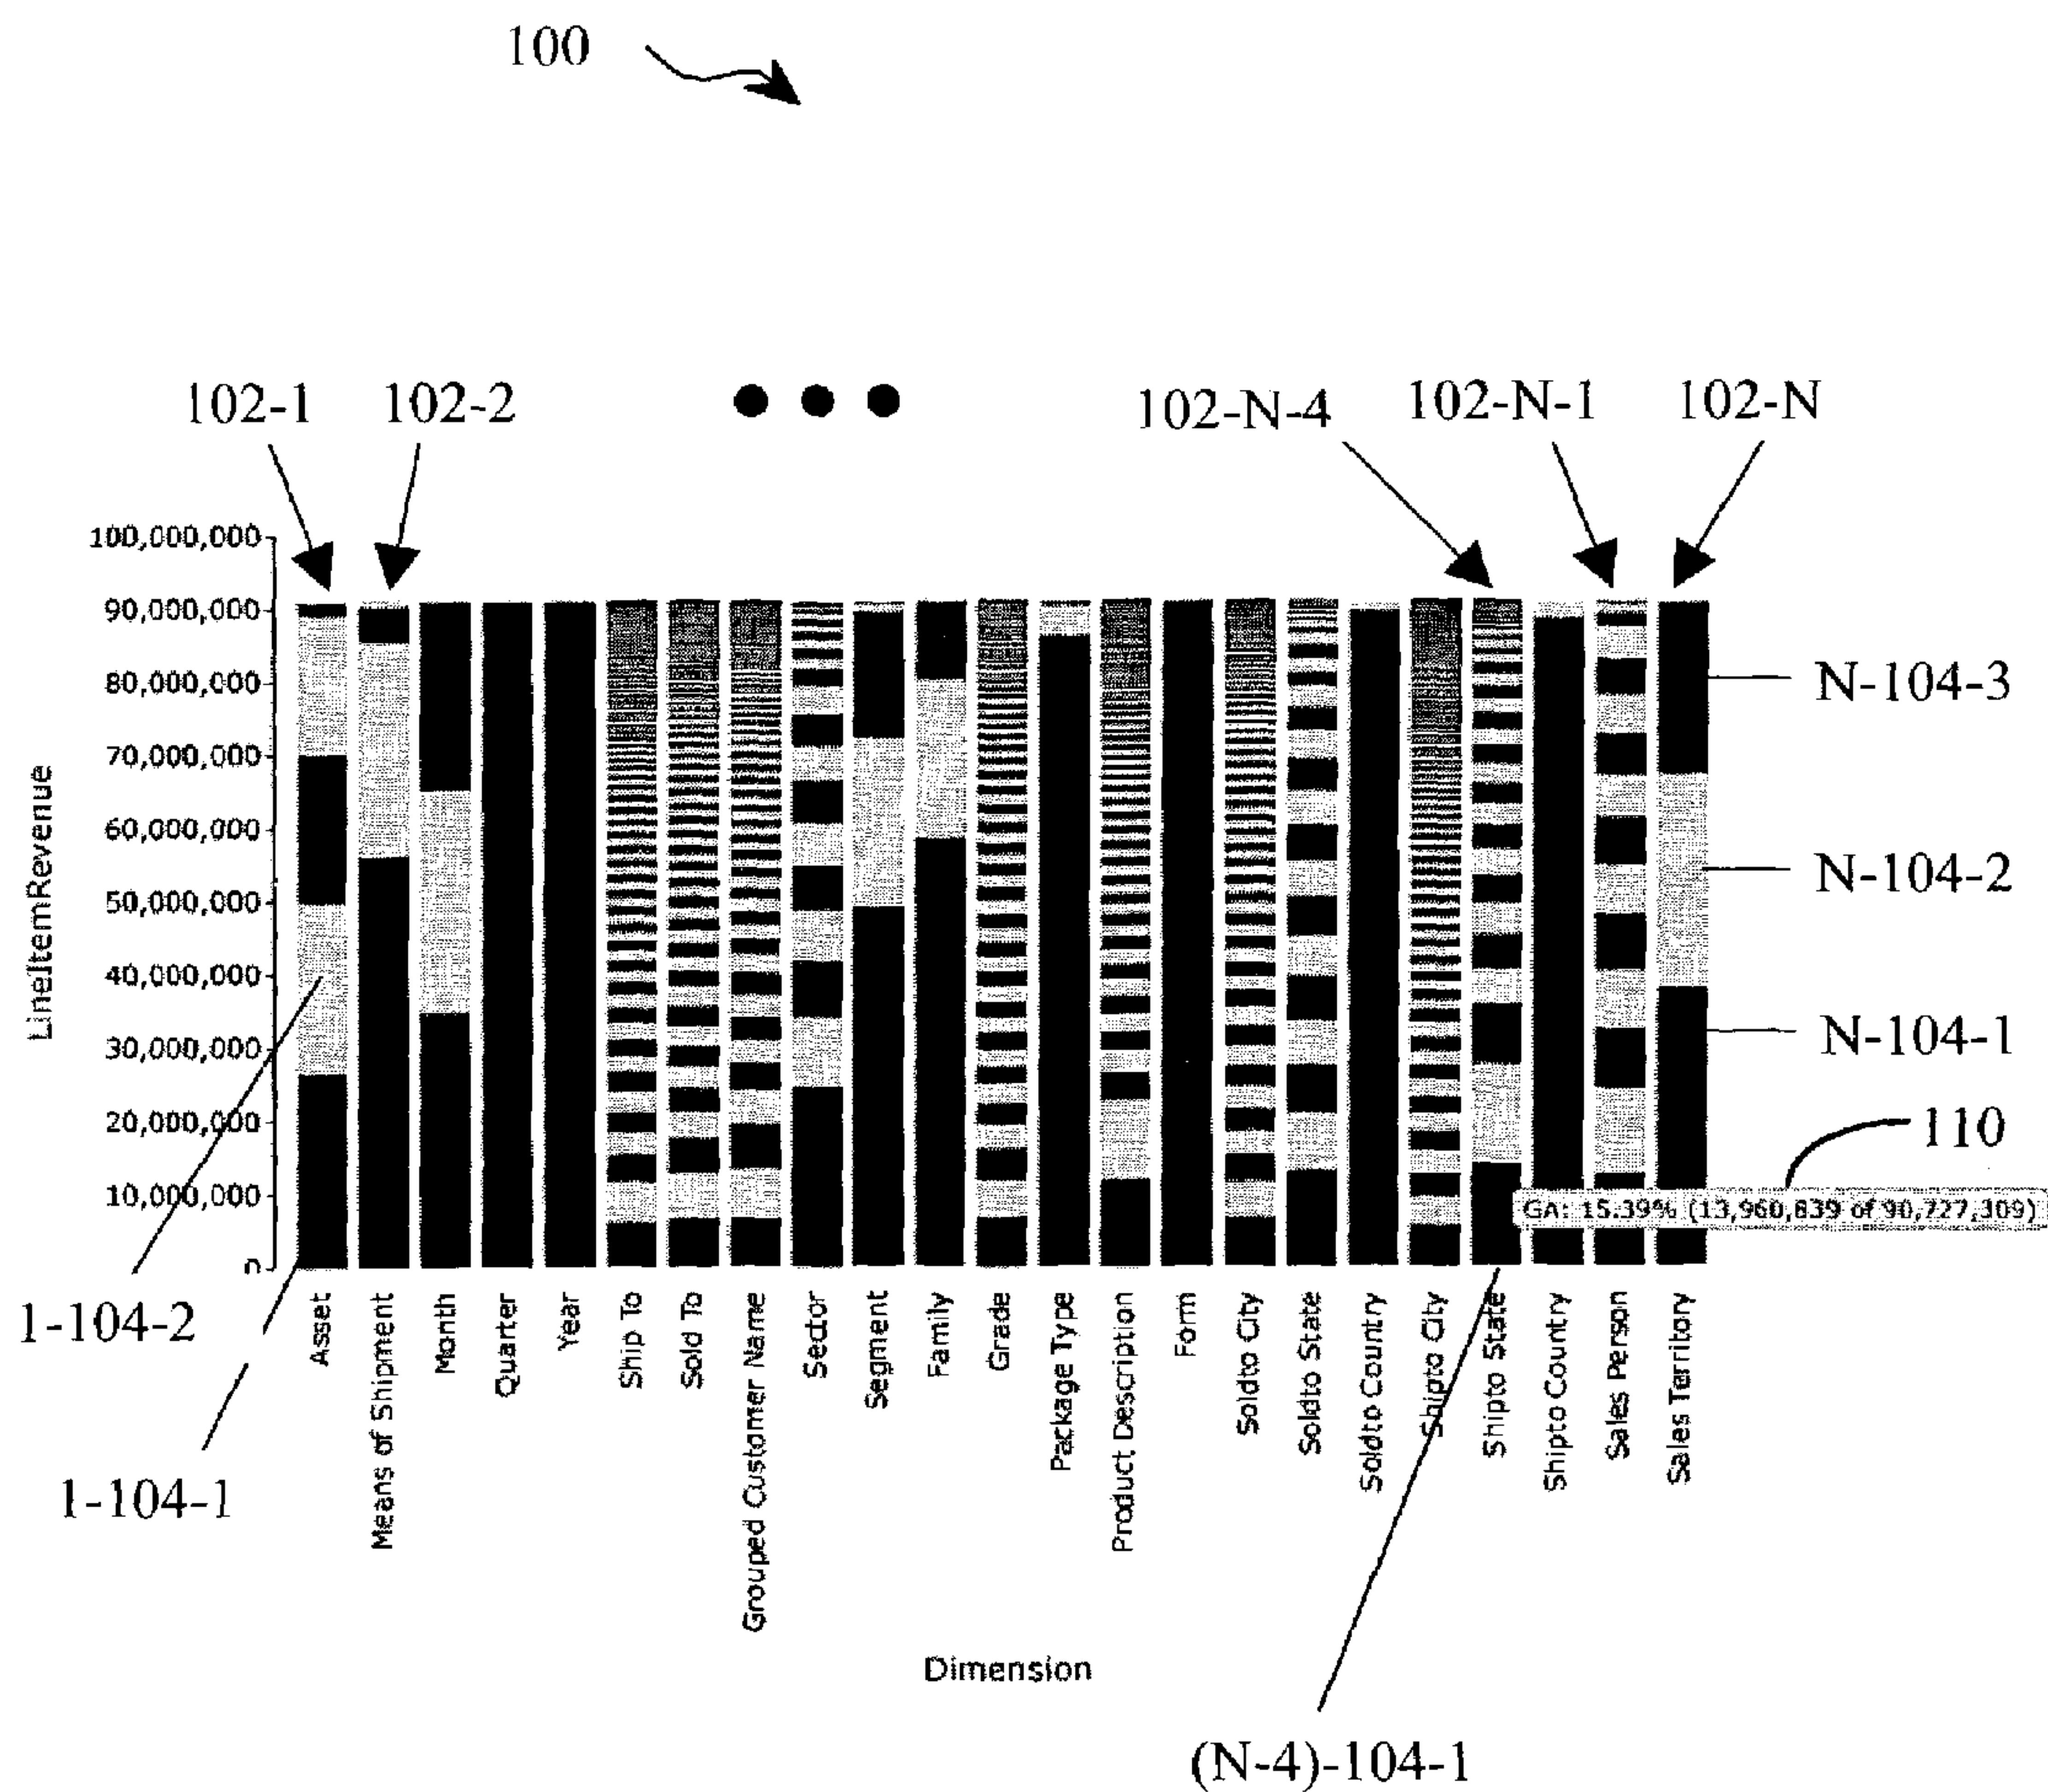 100
102-1
102-2
102-N-4
102-N-1
102-N
100,000,000
90,000,000
80,000,000
70,000,000
60,000,000
50,000,000
40,000,000
30,000,000
20,000,000
10,000,000
0
LineItemRevenue
N-104-3
N-104-2
N-104-1
110
GA: 15.39% (13,960,839 of 90,727,309)
1-104-2
1-104-1
Asset
Means of Shipment
Month
Quarter
Year
Ship To
Sold To
Grouped Customer Name
Sector
Segment
Family
Grade
Package Type
Product Description
Form
Soldto City
Soldto State
Soldto Country
Shipto City
Shipto State
Shipto Country
Sales Person
Sales Territory
Dimension
(N-4)-104-1